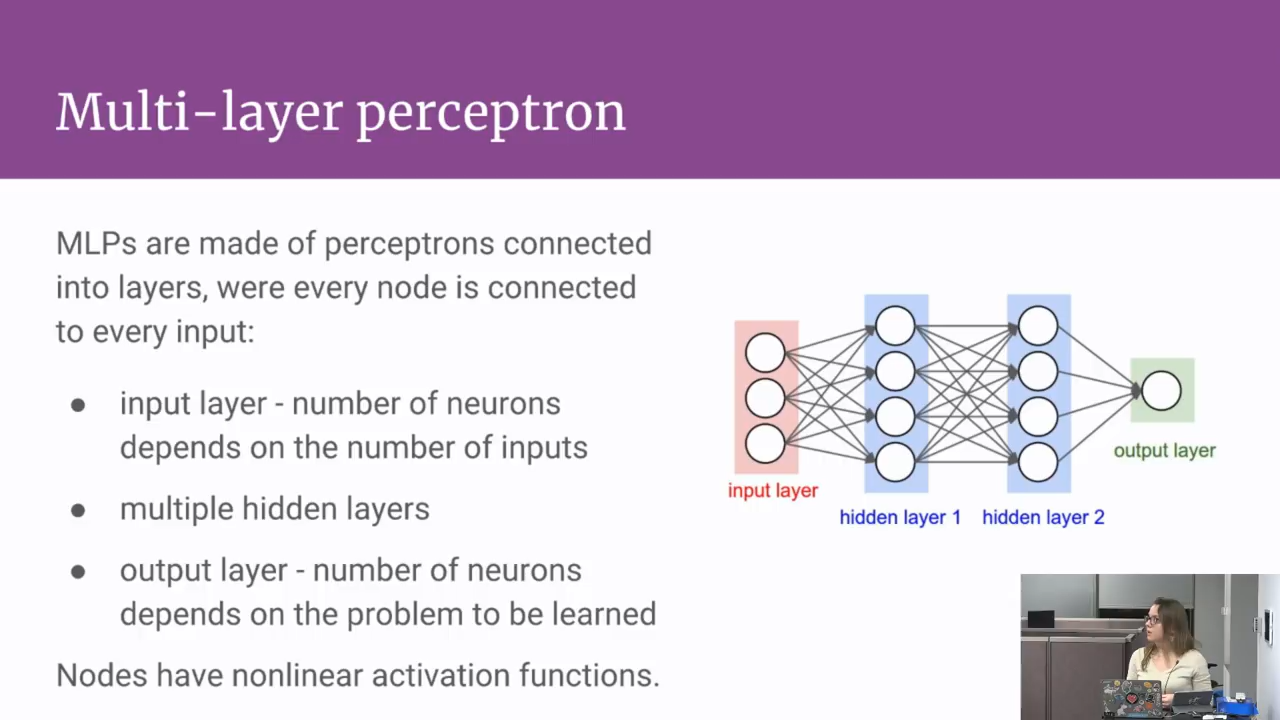 Multi-layer perceptron
MLPs are made of perceptrons connected
into layers, were every node is connected
to every input:
● input layer - number of neurons
depends on the number of inputs
● multiple hidden layers
● output layer - number of neurons
depends on the problem to be learned
Nodes have nonlinear activation functions.
input layer
hidden layer 1
hidden layer 2
output layer